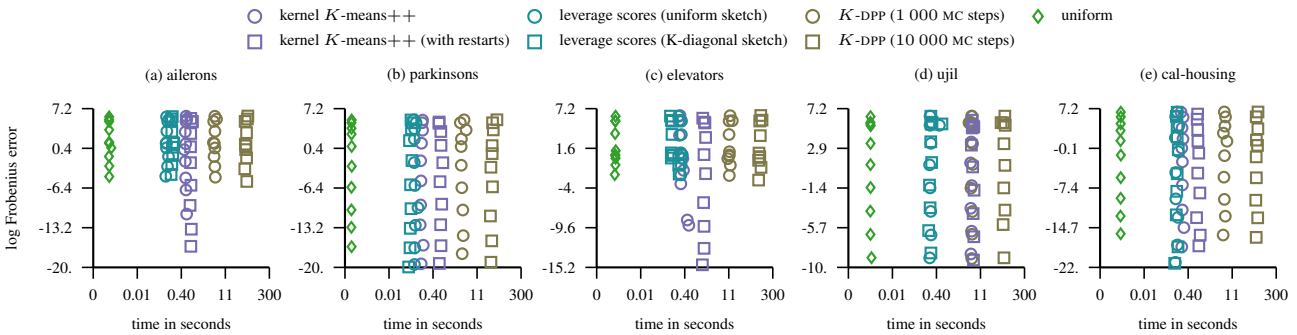 kernel K-means++ leverage scores (uniform sketch) K-DPP (1 000 MC steps) uniform
kernel K-means++ (with restarts) leverage scores (K-diagonal sketch) K-DPP (10 000 MC steps)
(a) ailerons (b) parkinsons (c) elevators (d) ujil (e) cal-housing
log Frobenius error
7.2 7.2 7.2 7.2 7.2
0.4 0.4 1.6 2.9 -0.1
-6.4 -6.4 -4. -1.4 -7.4
-13.2 -13.2 -9.6 -5.7 -14.7
-20. -20. -15.2 -10. -22.
0 0.01 0.40 11 300 0 0.01 0.40 11 300 0 0.01 0.40 11 300 0 0.01 0.40 11 300 0 0.01 0.40 11 300
time in seconds time in seconds time in seconds time in seconds time in seconds